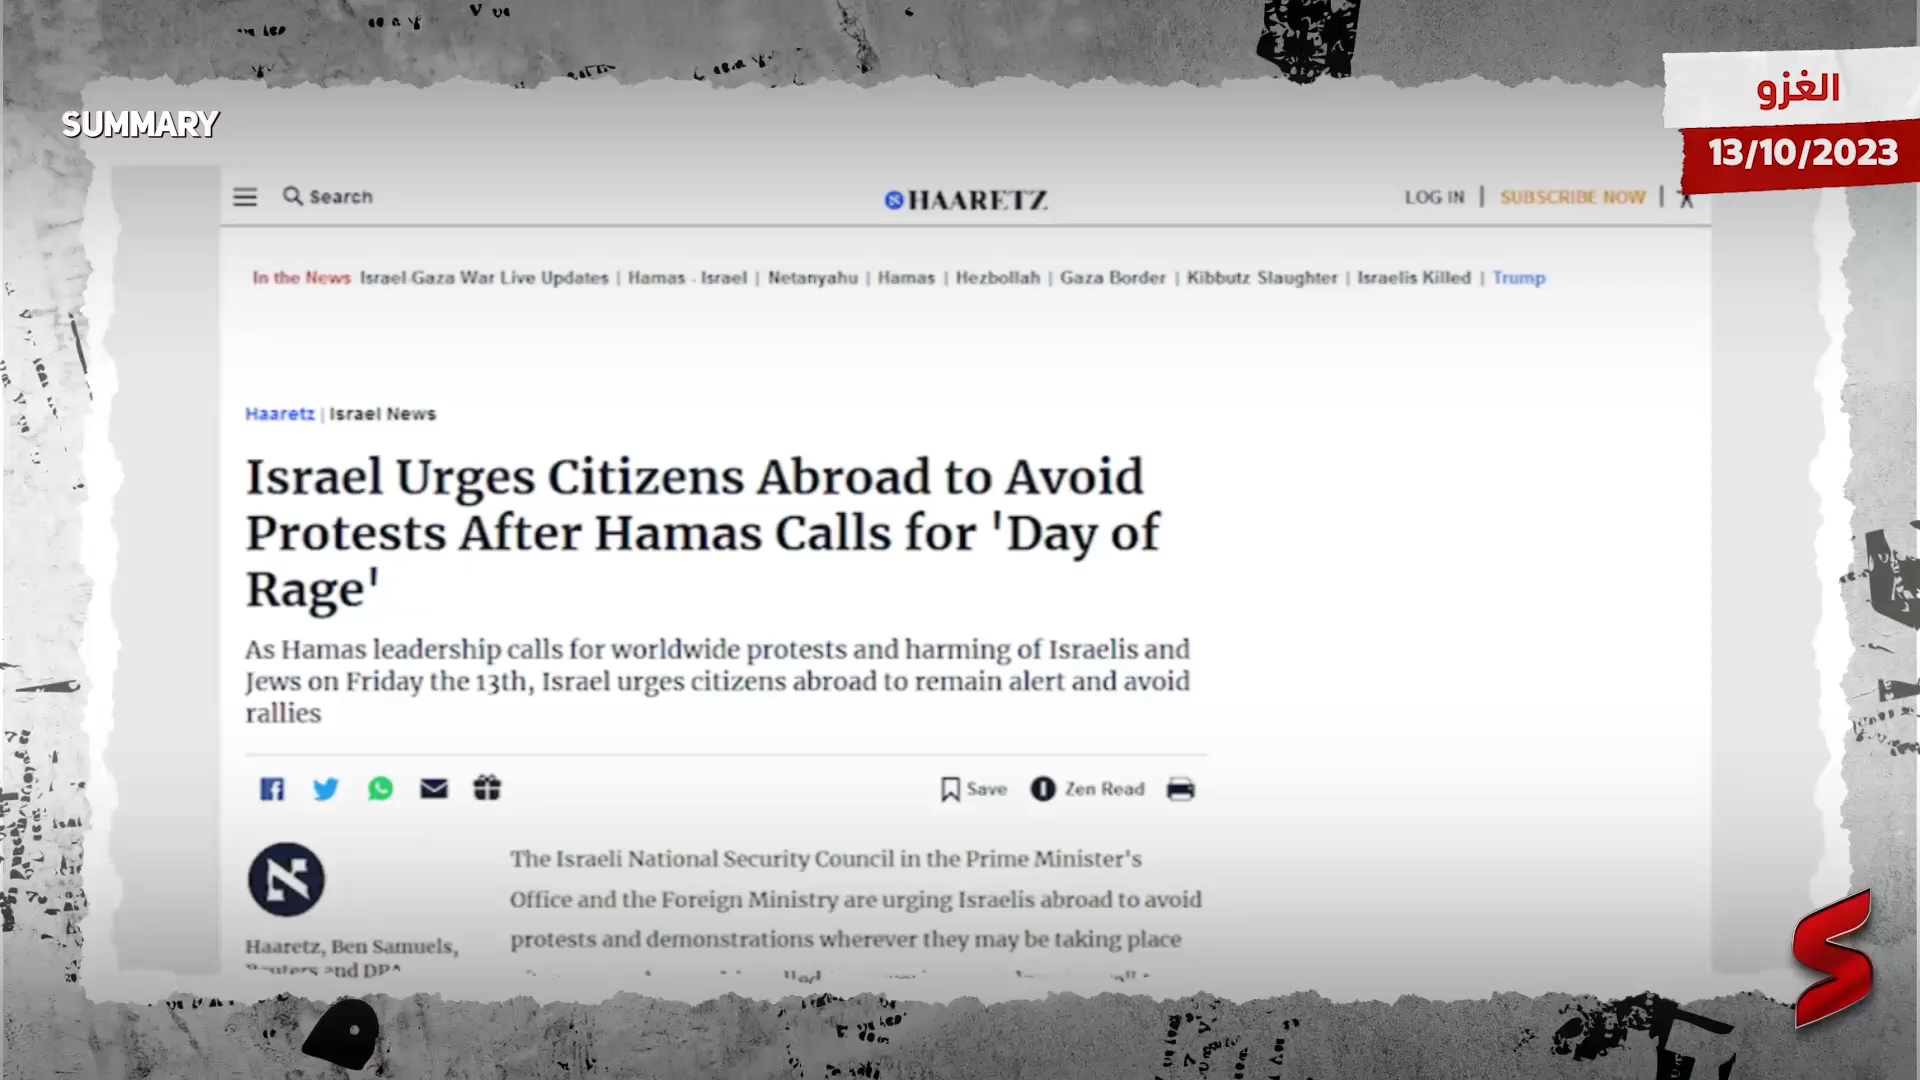 SUMMARY
الغزو
13/10/2023
Search
HAARETZ
LOG IN | SUBSCRIBE NOW |
In the News Israel-Gaza War Live Updates | Hamas - Israel | Netanyahu | Hamas | Hezbollah | Gaza Border | Kibbutz Slaughter | Israelis Killed | Trump
Haaretz | Israel News
Israel Urges Citizens Abroad to Avoid
Protests After Hamas Calls for 'Day of
Rage'
As Hamas leadership calls for worldwide protests and harming of Israelis and
Jews on Friday the 13th, Israel urges citizens abroad to remain alert and avoid
rallies
Save Zen Read
The Israeli National Security Council in the Prime Minister's
Office and the Foreign Ministry are urging Israelis abroad to avoid
protests and demonstrations wherever they may be taking place
Haaretz, Ben Samuels,
Reuters and DPA